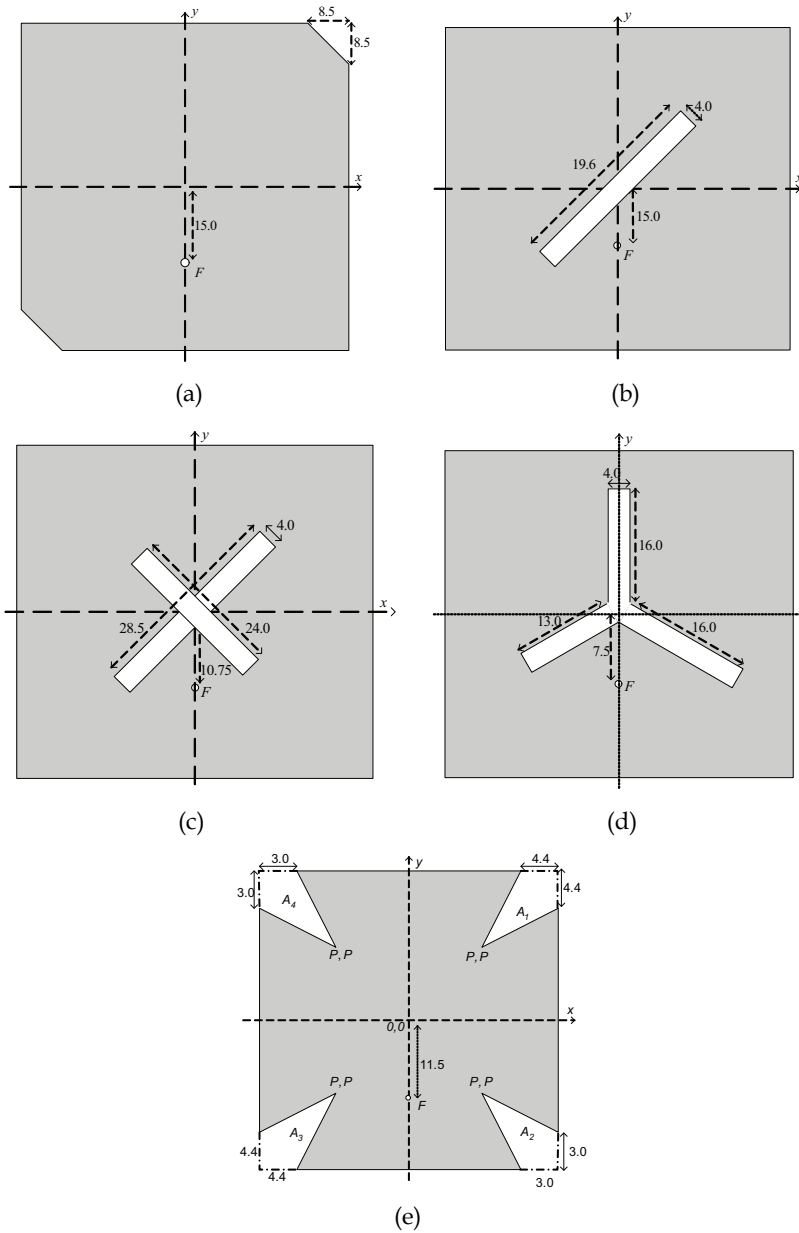 8.5
y
8.5
x
15.0
F
(a)
y
4.0
19.6
x
15.0
F
(b)
y
4.0
x
28.5
24.0
10.75
F
(c)
y
4.0
16.0
13.0
16.0
7.5
F
(d)
3.0
y
4.4
3.0
A4
A1
4.4
P, P
P, P
x
0,0
11.5
P, P
P, P
F
A3
A2
4.4
3.0
4.4
3.0
(e)